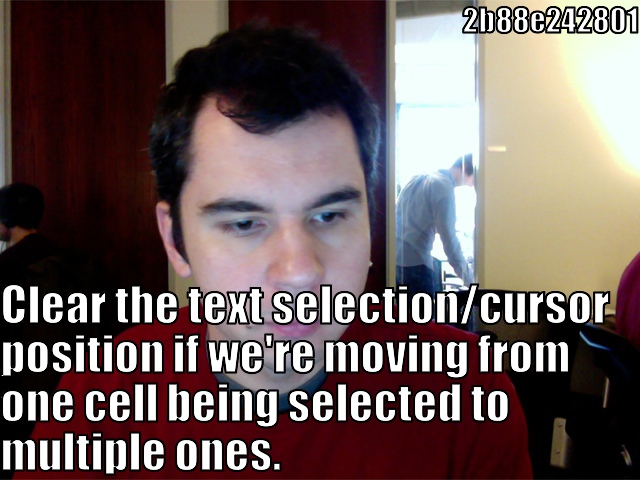 2b88e242801
Clear the text selection/cursor
position if we're moving from
one cell being selected to
multiple ones.